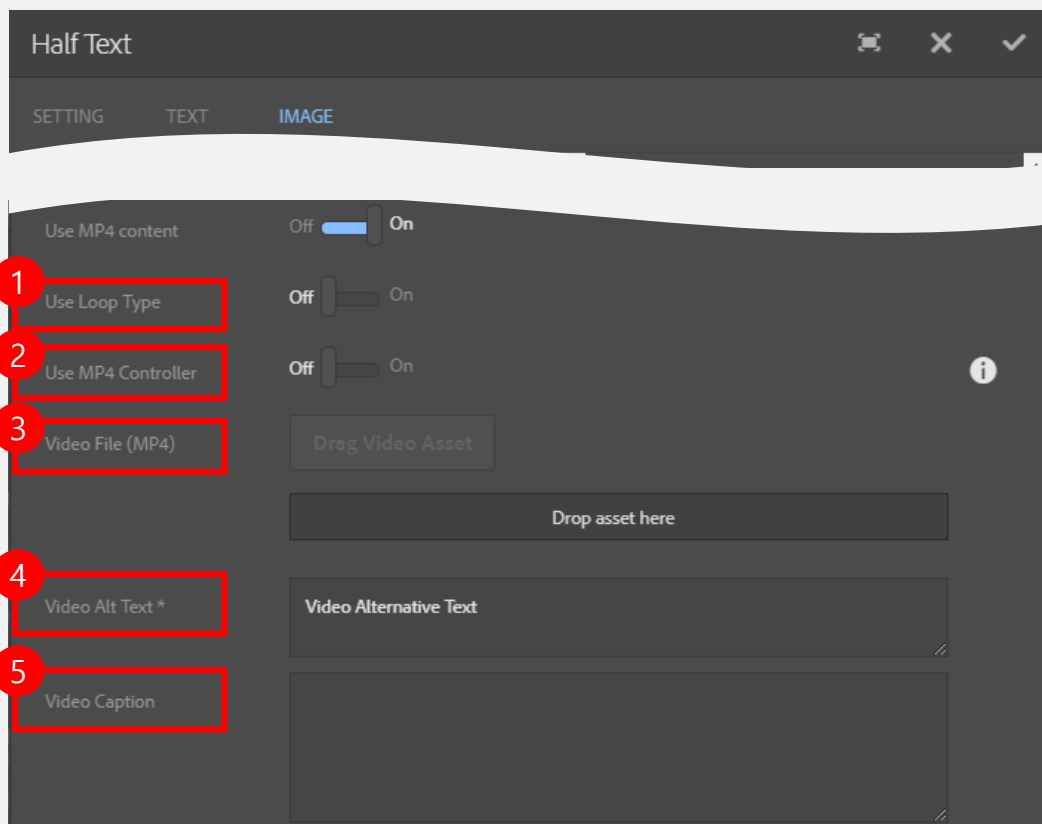 Half Text
SETTING TEXT IMAGE
Use MP4 content Off On
1
Use Loop Type Off On
2
Use MP4 Controller Off On
3
Video File (MP4) Drag Video Asset
Drop asset here
4
Video Alt Text * Video Alternative Text
5
Video Caption